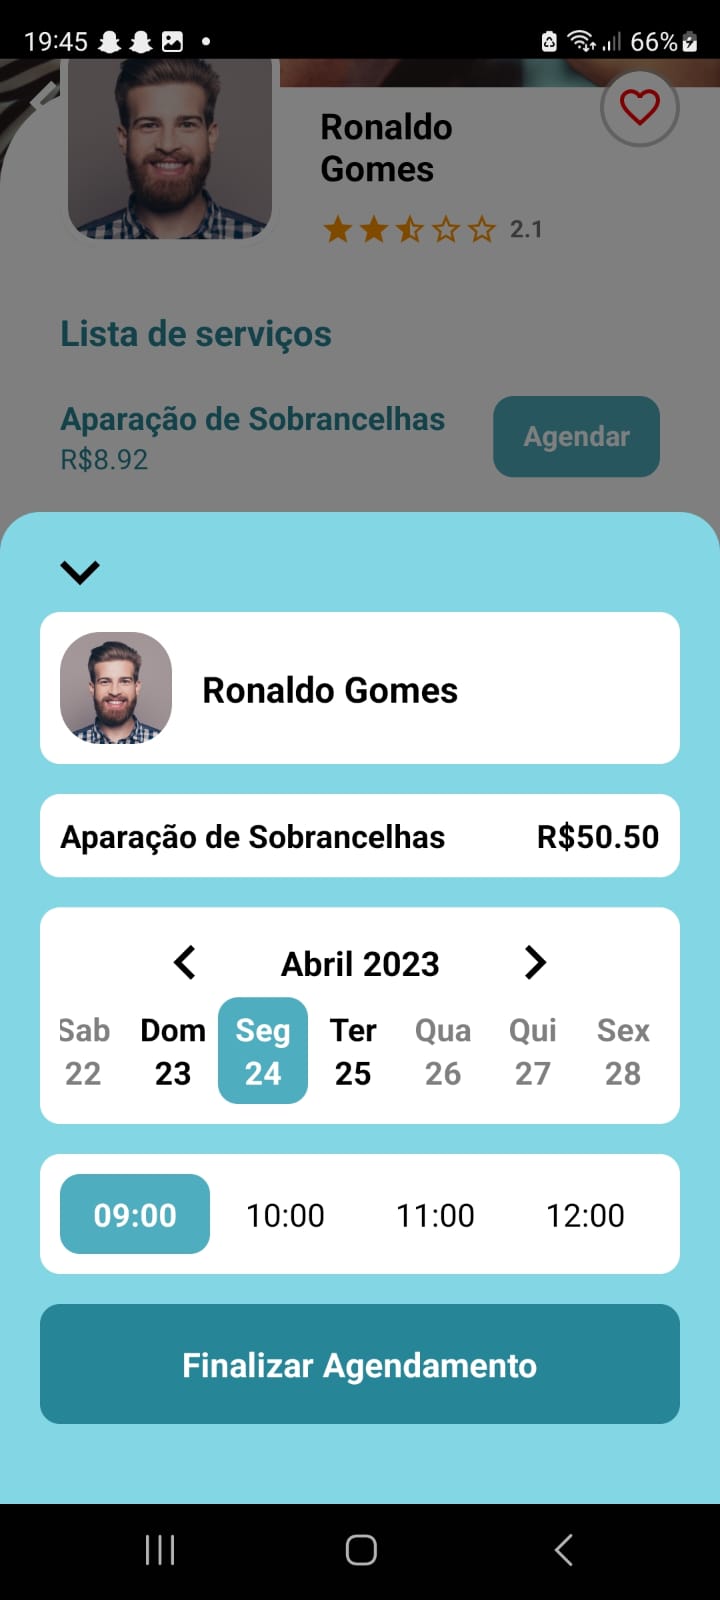 19:45 66%
Ronaldo
Gomes
2.1
Lista de serviços
Aparação de Sobrancelhas
R$8.92
Agendar
Ronaldo Gomes
Aparação de Sobrancelhas R$50.50
Abril 2023
Sab Dom Seg Ter Qua Qui Sex
22 23 24 25 26 27 28
09:00 10:00 11:00 12:00
Finalizar Agendamento